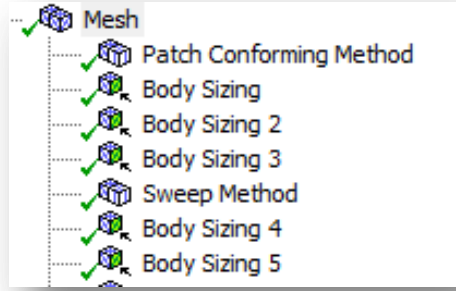 Mesh
Patch Conforming Method
Body Sizing
Body Sizing 2
Body Sizing 3
Sweep Method
Body Sizing 4
Body Sizing 5